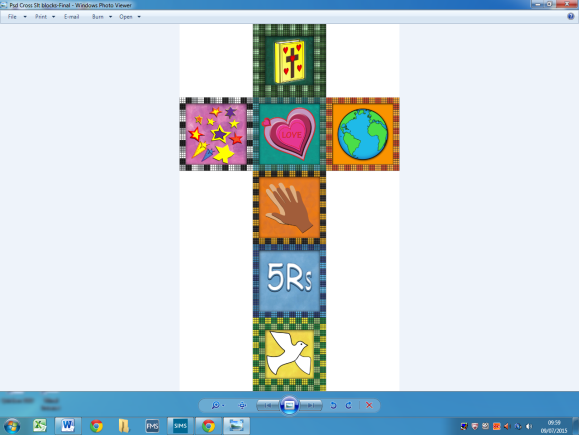 Psd Cross Slt blocks-Final - Windows Photo Viewer
File Print E-mail Burn Open
LOVE
5Rs
FMS
SIMS
09:59
09/07/2015